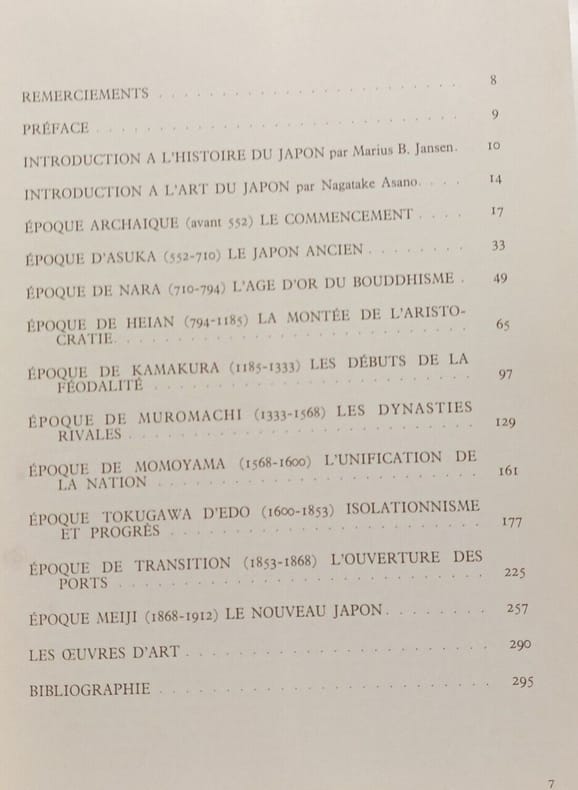 REMERCIEMENTS . . . . . . . . . . . . . . . . . . . 8
PRÉFACE . . . . . . . . . . . . . . . . . . . . . . . 9
INTRODUCTION A L'HISTOIRE DU JAPON par Marius B. Jansen. 10
INTRODUCTION A L'ART DU JAPON par Nagatake Asano. . . . 14
ÉPOQUE ARCHAIQUE (avant 552) LE COMMENCEMENT . . . . 17
ÉPOQUE D'ASUKA (552-710) LE JAPON ANCIEN . . . . . . . . 33
ÉPOQUE DE NARA (710-794) L'AGE D'OR DU BOUDDHISME . 49
ÉPOQUE DE HEIAN (794-1185) LA MONTÉE DE L'ARISTO-
CRATIE. . . . . . . . . . . . . . . . . . . . . . . 65
ÉPOQUE DE KAMAKURA (1185-1333) LES DÉBUTS DE LA
FÉODALITÉ . . . . . . . . . . . . . . . . . . . . . 97
ÉPOQUE DE MUROMACHI (1333-1568) LES DYNASTIES
RIVALES . . . . . . . . . . . . . . . . . . . . . . 129
ÉPOQUE DE MOMOYAMA (1568-1600) L'UNIFICATION DE
LA NATION . . . . . . . . . . . . . . . . . . . . . 161
ÉPOQUE TOKUGAWA D'EDO (1600-1853) ISOLATIONNISME
ET PROGRÈS . . . . . . . . . . . . . . . . . . . . 177
ÉPOQUE DE TRANSITION (1853-1868) L'OUVERTURE DES
PORTS . . . . . . . . . . . . . . . . . . . . . . . 225
ÉPOQUE MEIJI (1868-1912) LE NOUVEAU JAPON. . . . . . . 257
LES ŒUVRES D'ART . . . . . . . . . . . . . . . . . . . 290
BIBLIOGRAPHIE . . . . . . . . . . . . . . . . . . . . 295
7